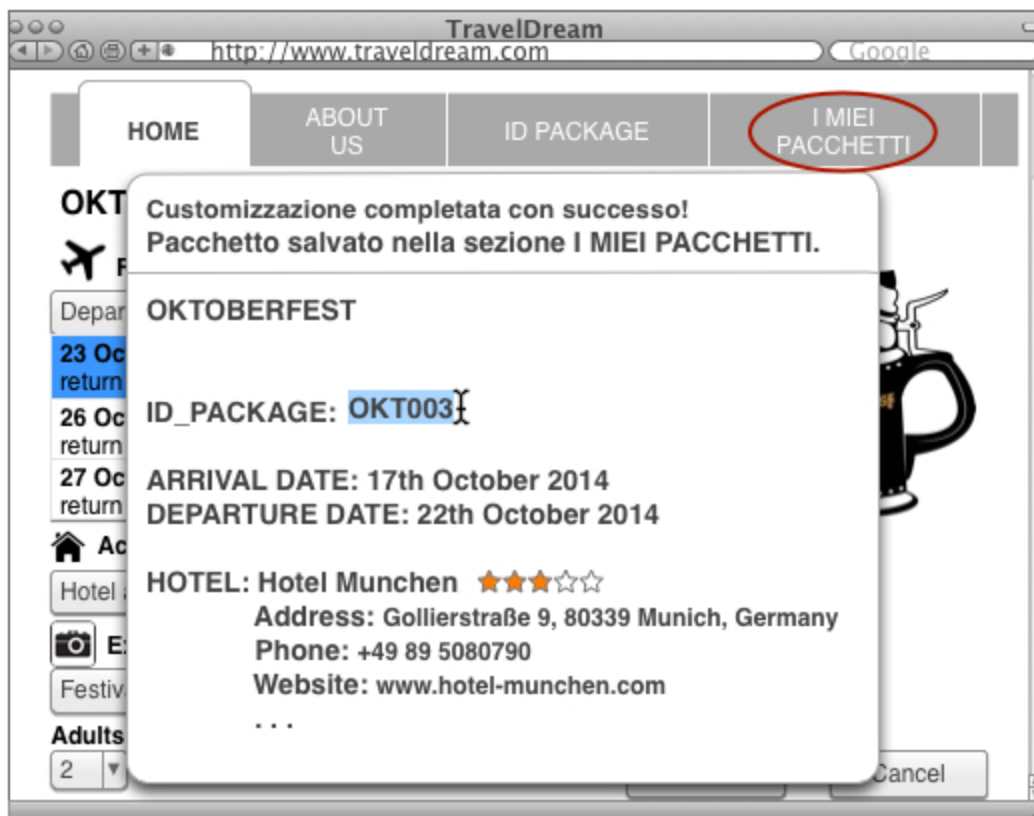 TravelDream
http://www.traveldream.com
Google
HOME
ABOUT
US
ID PACKAGE
I MIEI
PACCHETTI
OKT
Customizzazione completata con successo!
Pacchetto salvato nella sezione I MIEI PACCHETTI.
F
Depar
OKTOBERFEST
23 Oc
return
26 Oc
return
27 Oc
return
ID_PACKAGE: OKT003
ARRIVAL DATE: 17th October 2014
DEPARTURE DATE: 22th October 2014
Ac
Hotel
HOTEL: Hotel Munchen
Address: Gollierstraße 9, 80339 Munich, Germany
Phone: +49 89 5080790
Website: www.hotel-munchen.com
. . .
E
Festiv
Adults
2
Cancel